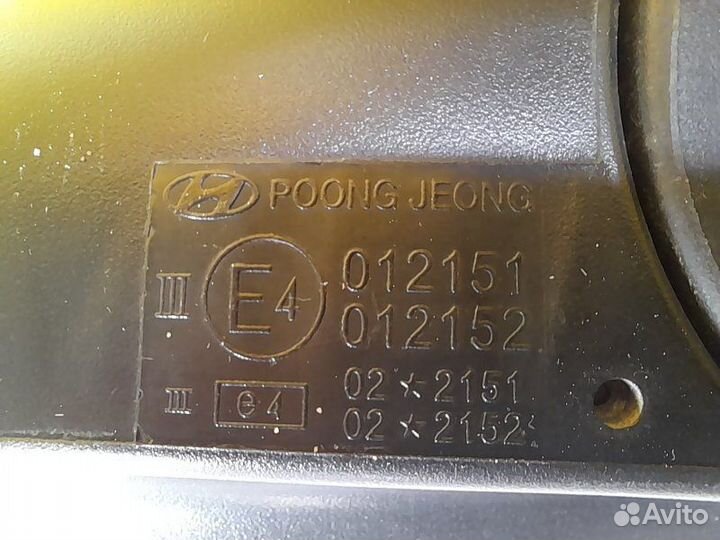 POONG JEONG
III E4 012151
012152
III e4 02*2151
02*2152
Avito